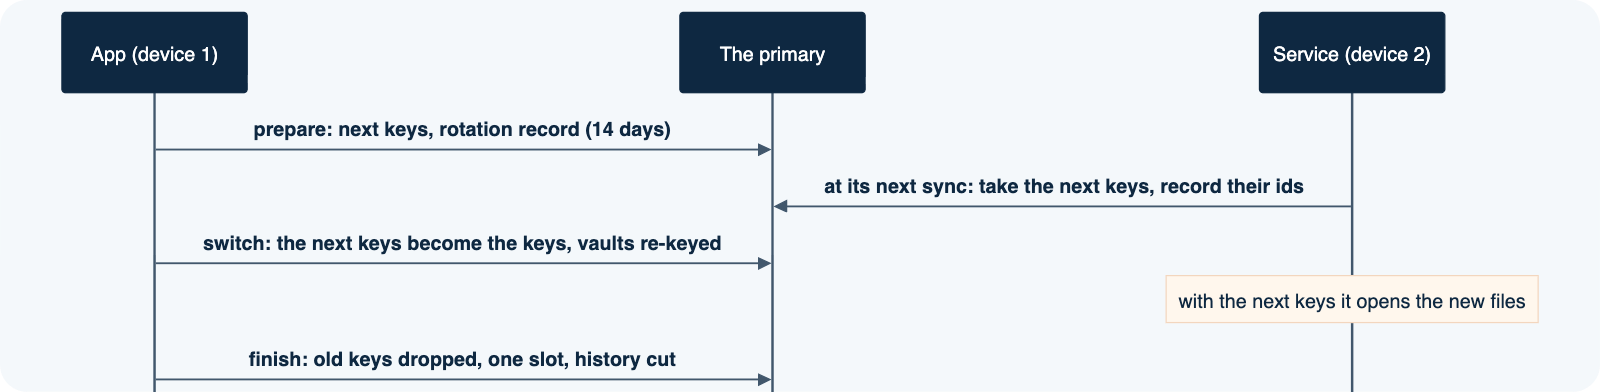 App (device 1)
The primary
Service (device 2)
prepare: next keys, rotation record (14 days)
at its next sync: take the next keys, record their ids
switch: the next keys become the keys, vaults re-keyed
with the next keys it opens the new files
finish: old keys dropped, one slot, history cut